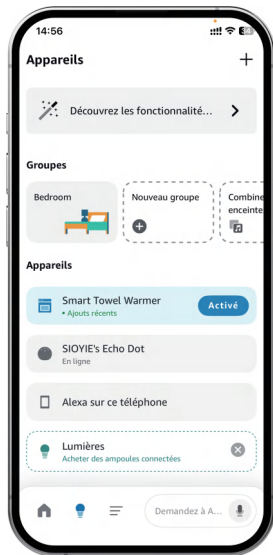 14:56
Appareils
Découvrez les fonctionnalité...
Groupes
Bedroom
Nouveau groupe
Combine
enceinte
Appareils
Smart Towel Warmer
• Ajouts récents
Activé
SIOYIE's Echo Dot
En ligne
Alexa sur ce téléphone
Lumières
Acheter des ampoules connectées
Demandez à A...